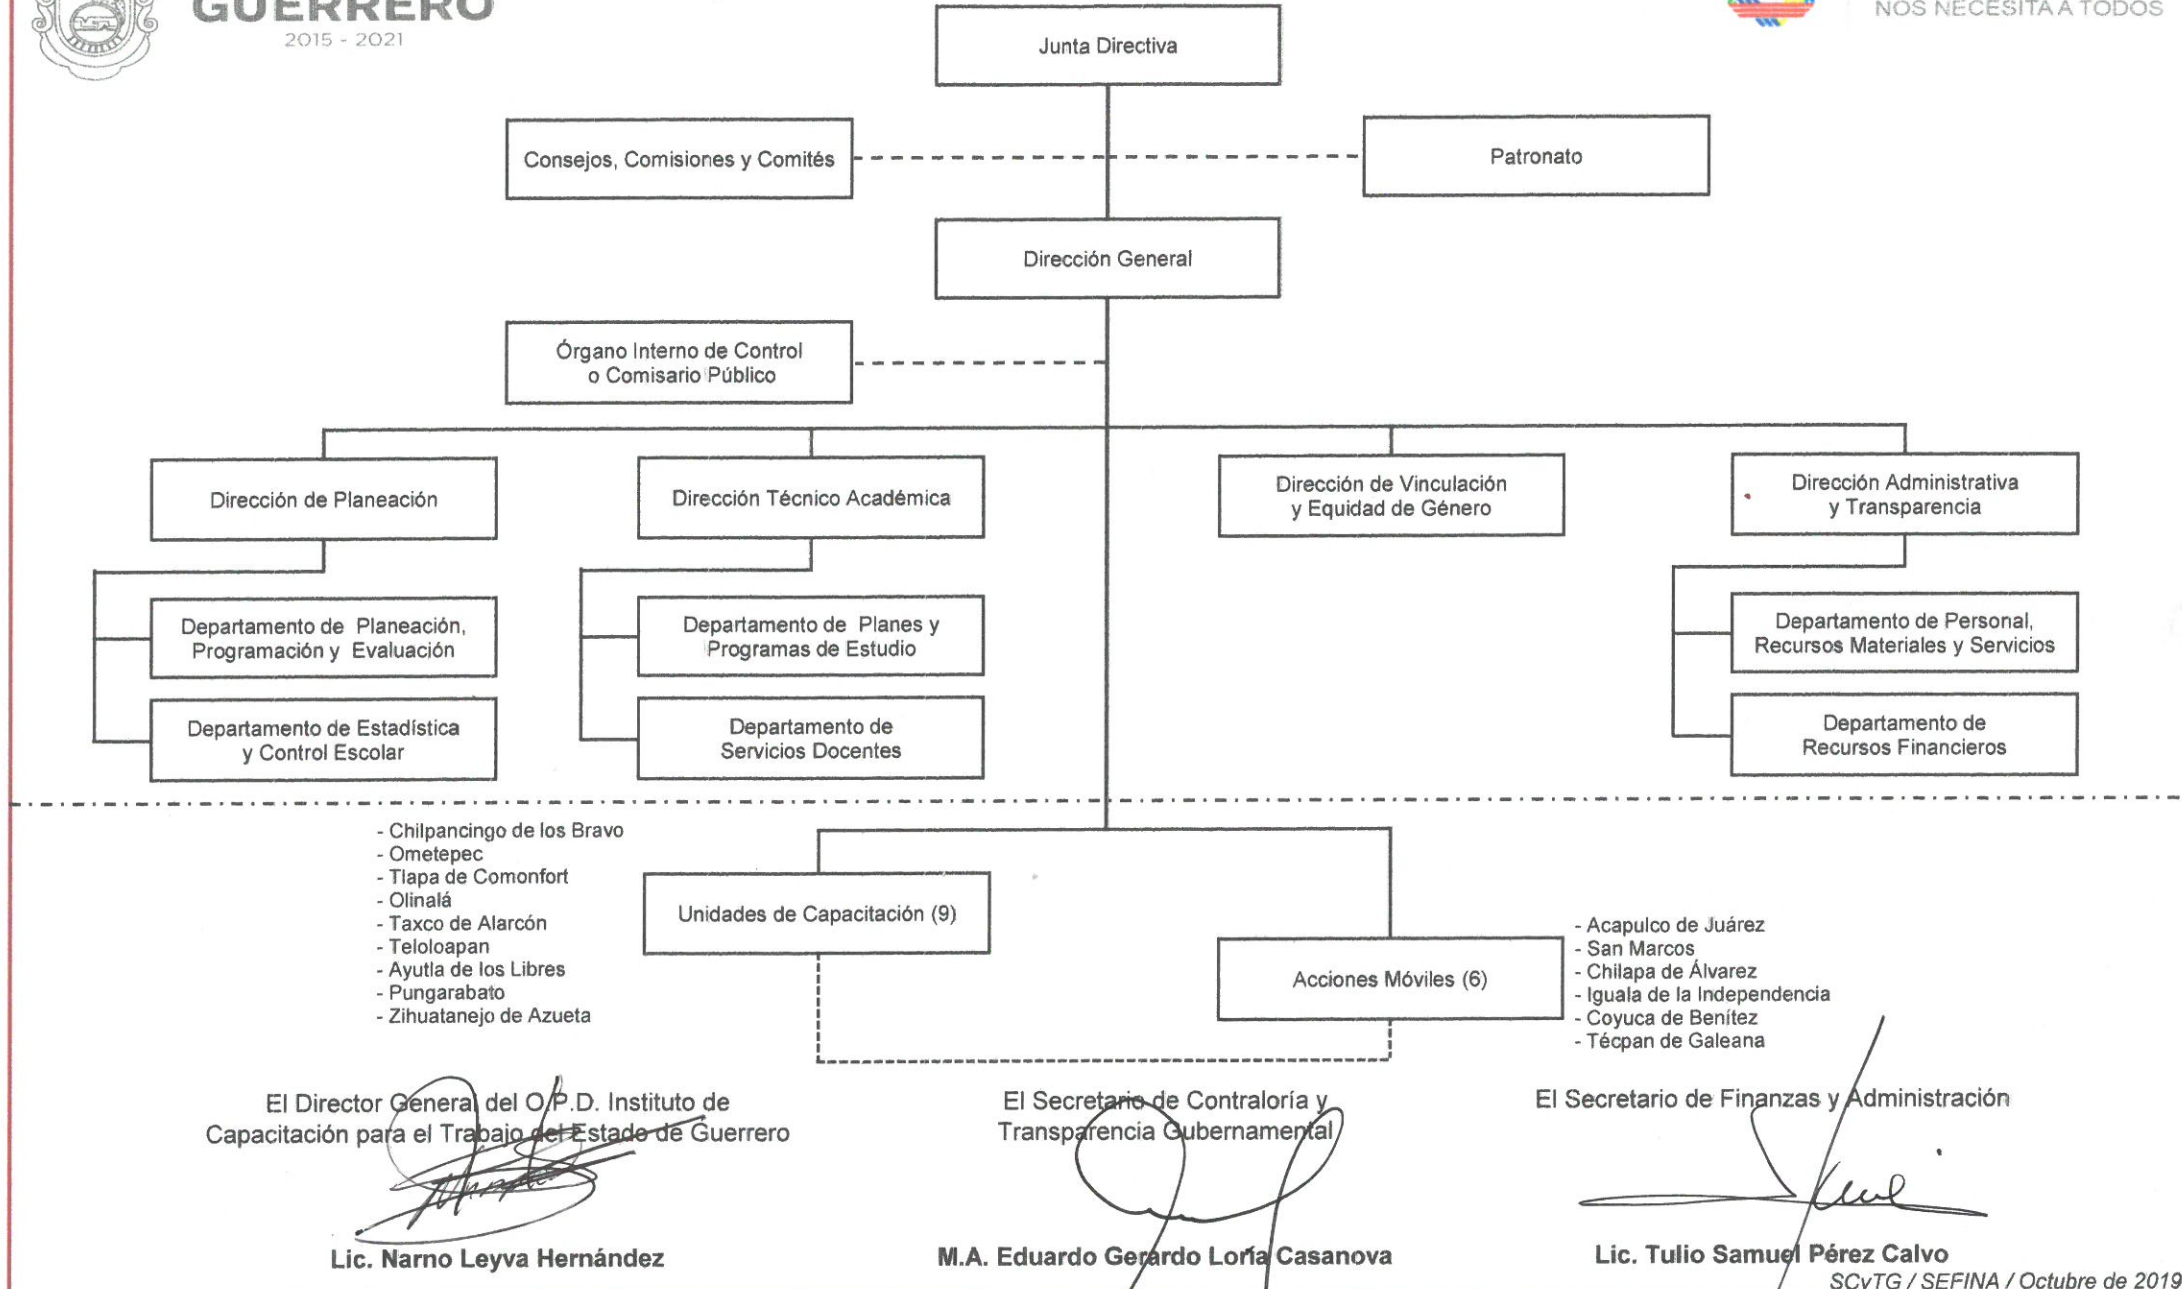 GUERRERO
2015 - 2021
NOS NECESITA A TODOS
Junta Directiva
Consejos, Comisiones y Comités
Patronato
Dirección General
Órgano Interno de Control
o Comisario Público
Dirección de Planeación
Dirección Técnico Académica
Dirección de Vinculación
y Equidad de Género
Dirección Administrativa
y Transparencia
Departamento de Planeación,
Programación y Evaluación
Departamento de Planes y
Programas de Estudio
Departamento de Personal,
Recursos Materiales y Servicios
Departamento de Estadística
y Control Escolar
Departamento de
Servicios Docentes
Departamento de
Recursos Financieros
- Chilpancingo de los Bravo
- Ometepec
- Tlapa de Comonfort
- Olinalá
- Taxco de Alarcón
- Teloloapan
- Ayutla de los Libres
- Pungarabato
- Zihuatanejo de Azueta
Unidades de Capacitación (9)
Acciones Móviles (6)
- Acapulco de Juárez
- San Marcos
- Chilapa de Álvarez
- Iguala de la Independencia
- Coyuca de Benítez
- Técpan de Galeana
El Director General del O.P.D. Instituto de
Capacitación para el Trabajo del Estado de Guerrero
Lic. Narno Leyva Hernández
El Secretario de Contraloría y
Transparencia Gubernamental
M.A. Eduardo Gerardo Loría Casanova
El Secretario de Finanzas y Administración
Lic. Tulio Samuel Pérez Calvo
SCyTG / SEFINA / Octubre de 2019